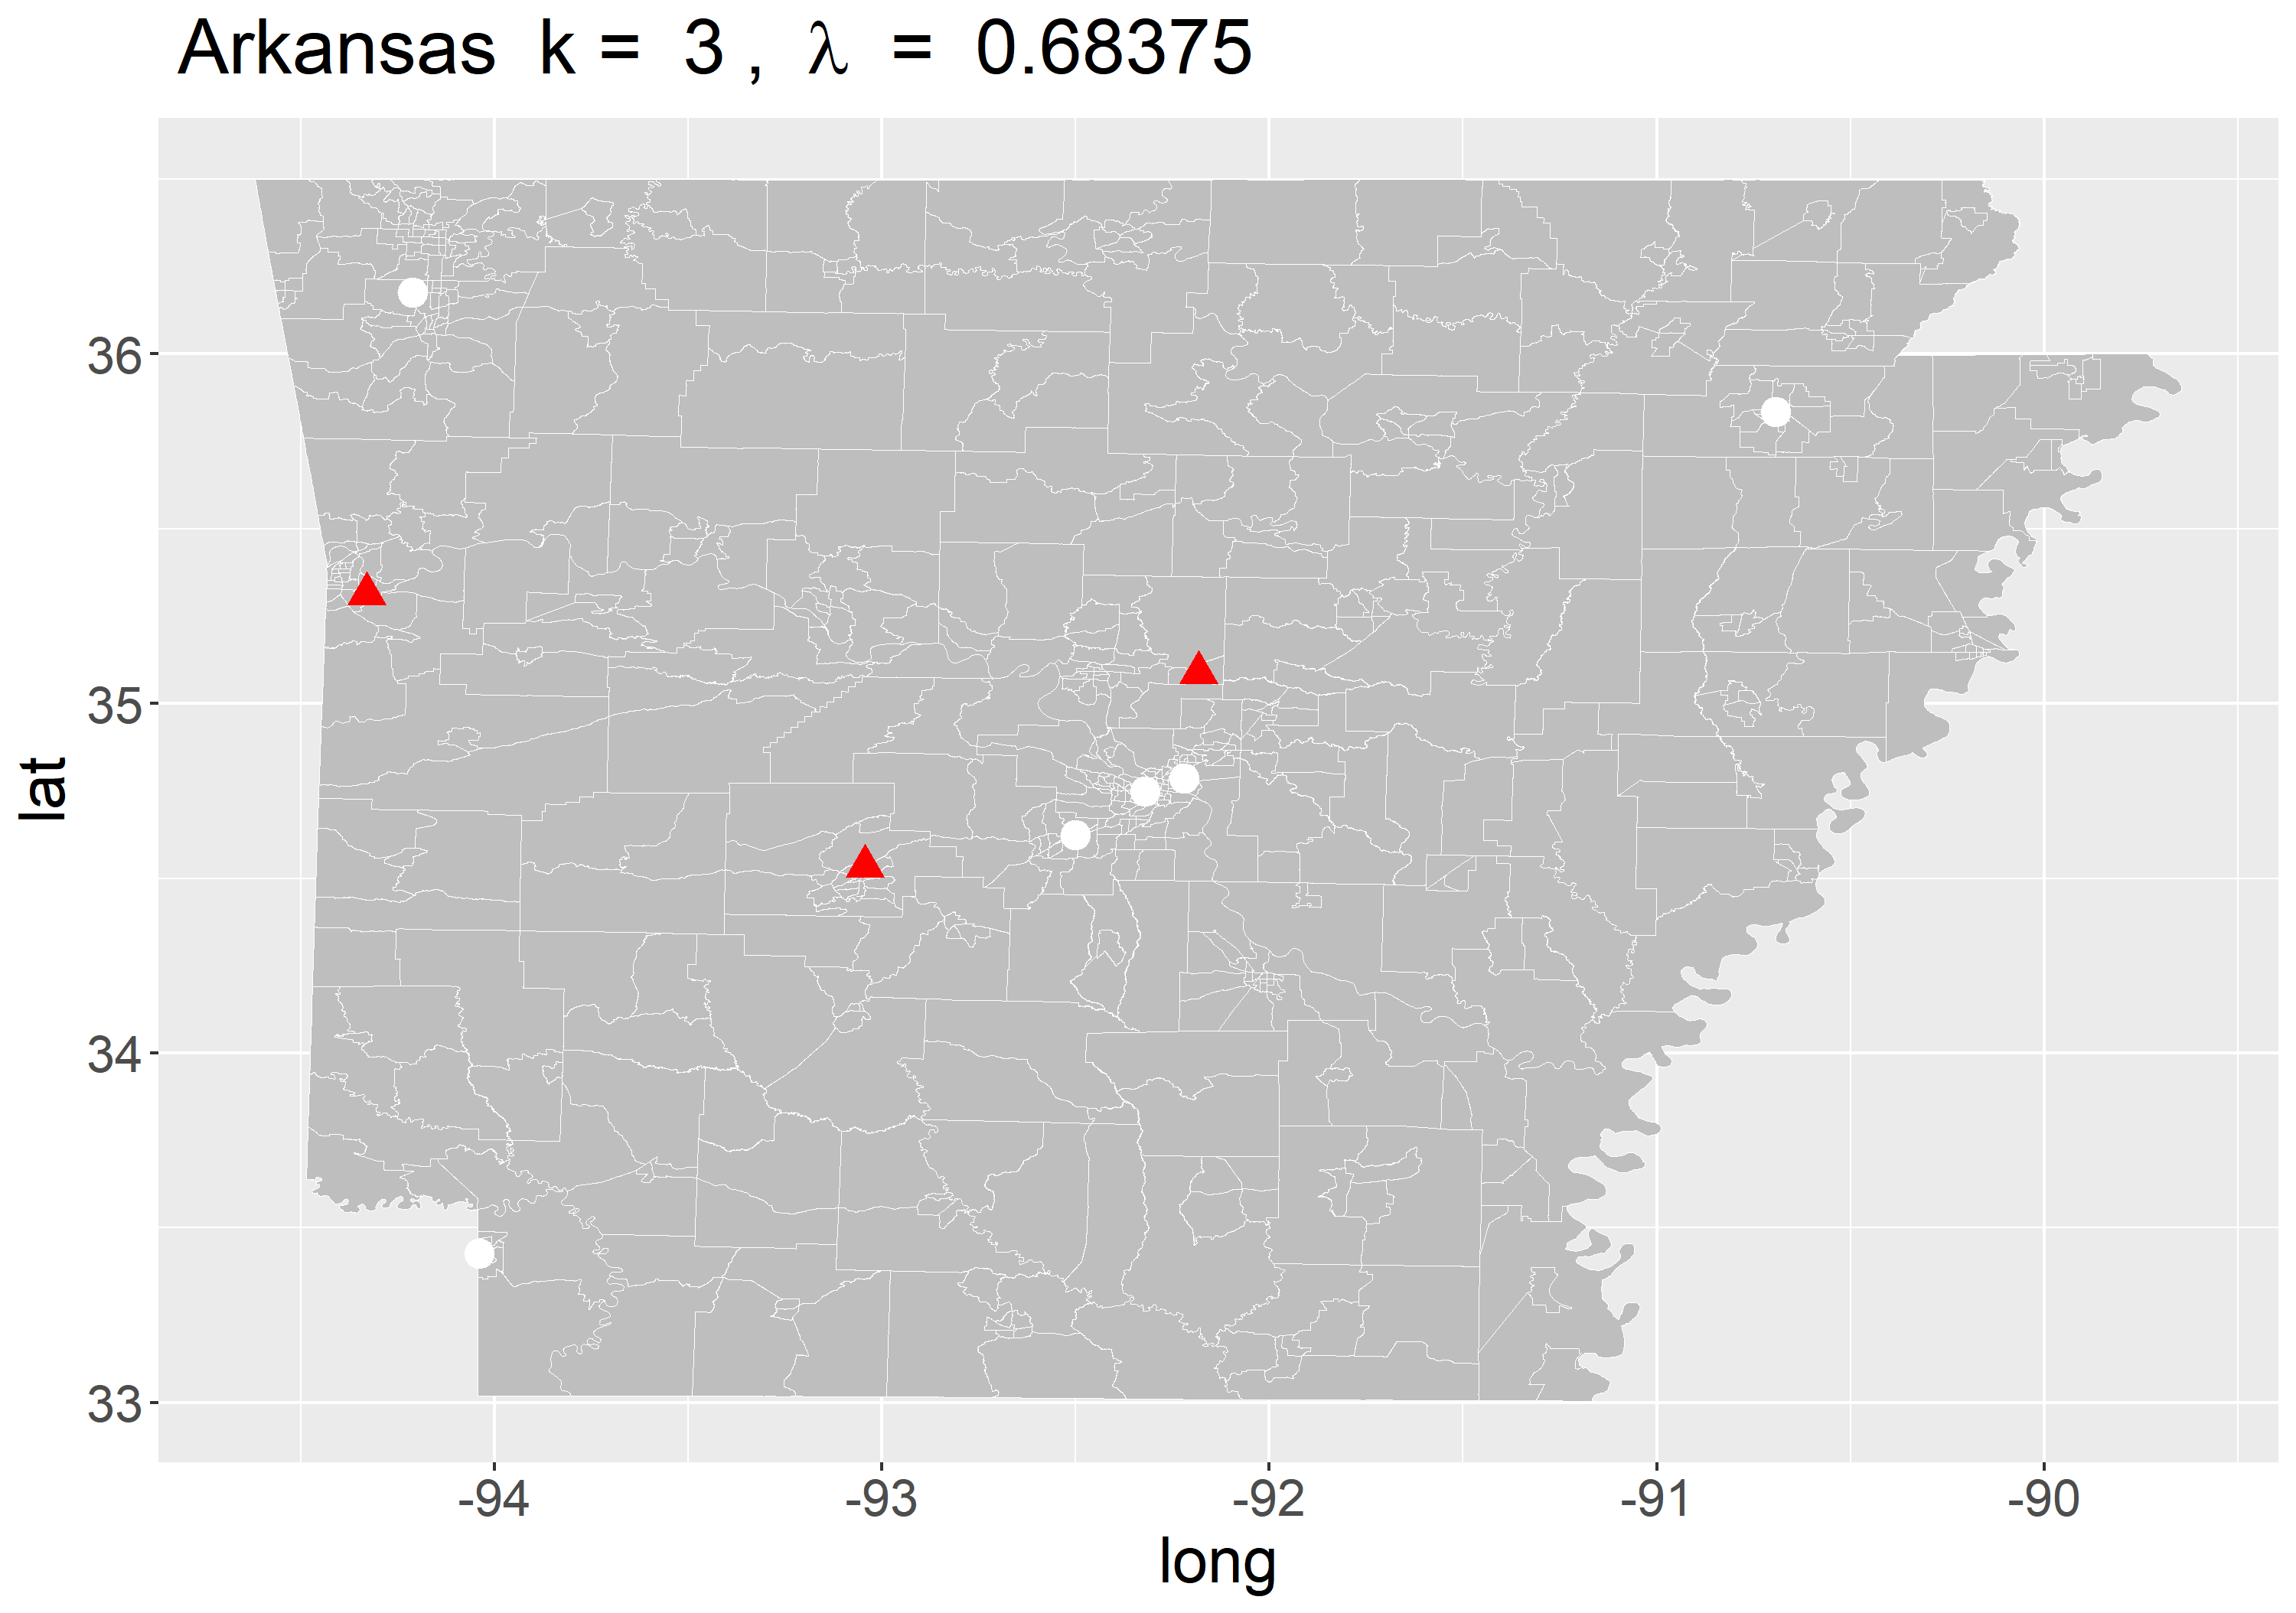 Arkansas k = 3 , λ = 0.68375
36
35
34
33
lat
-94 -93 -92 -91 -90
long